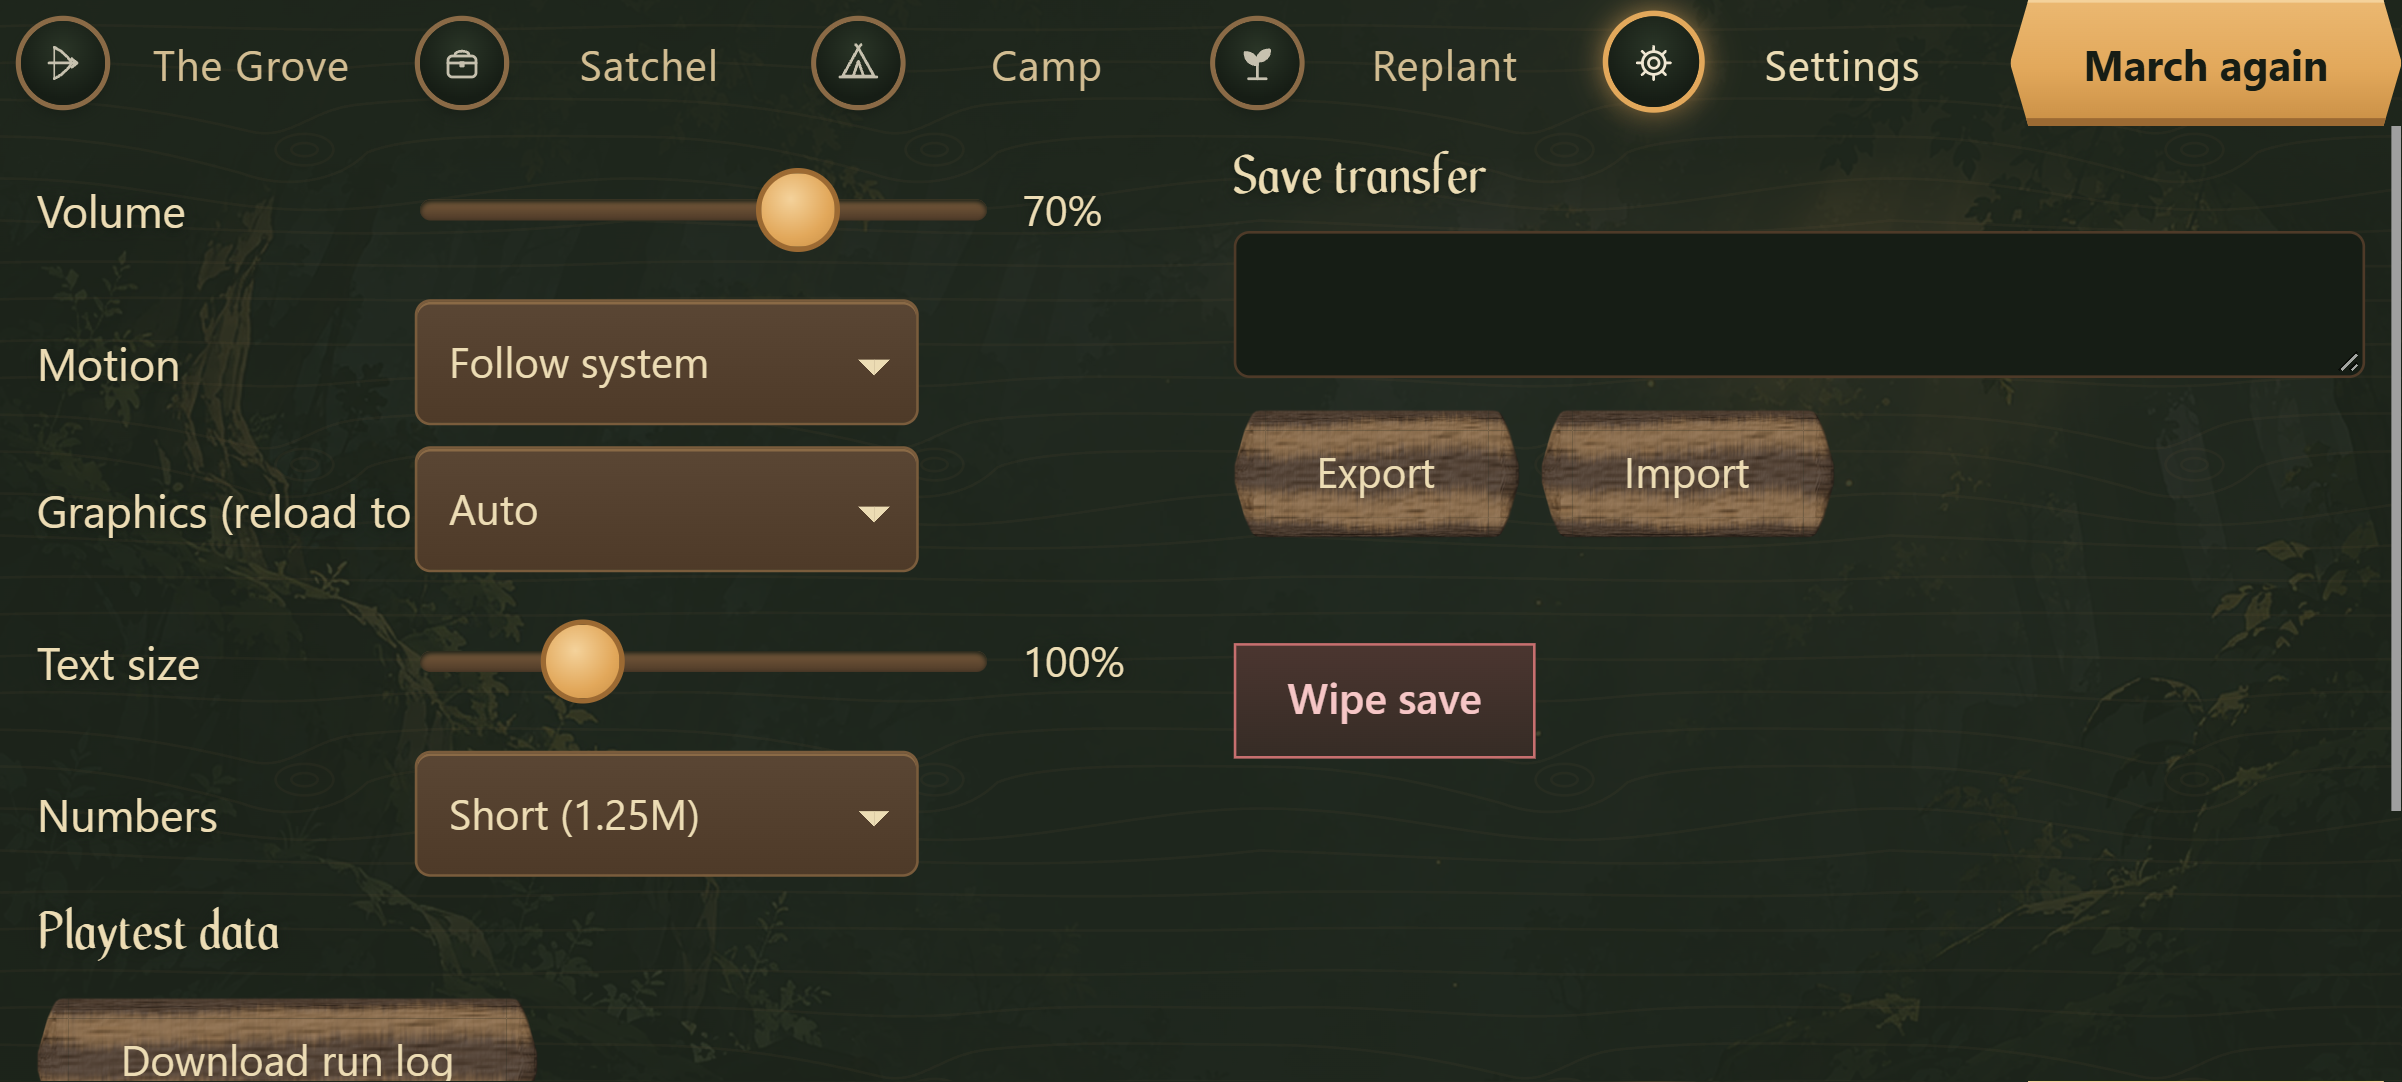 The Grove
Satchel
Camp
Replant
Settings
March again
Volume
70%
Motion
Follow system
Graphics (reload to
Auto
Text size
100%
Numbers
Short (1.25M)
Playtest data
Download run log
Save transfer
Export
Import
Wipe save